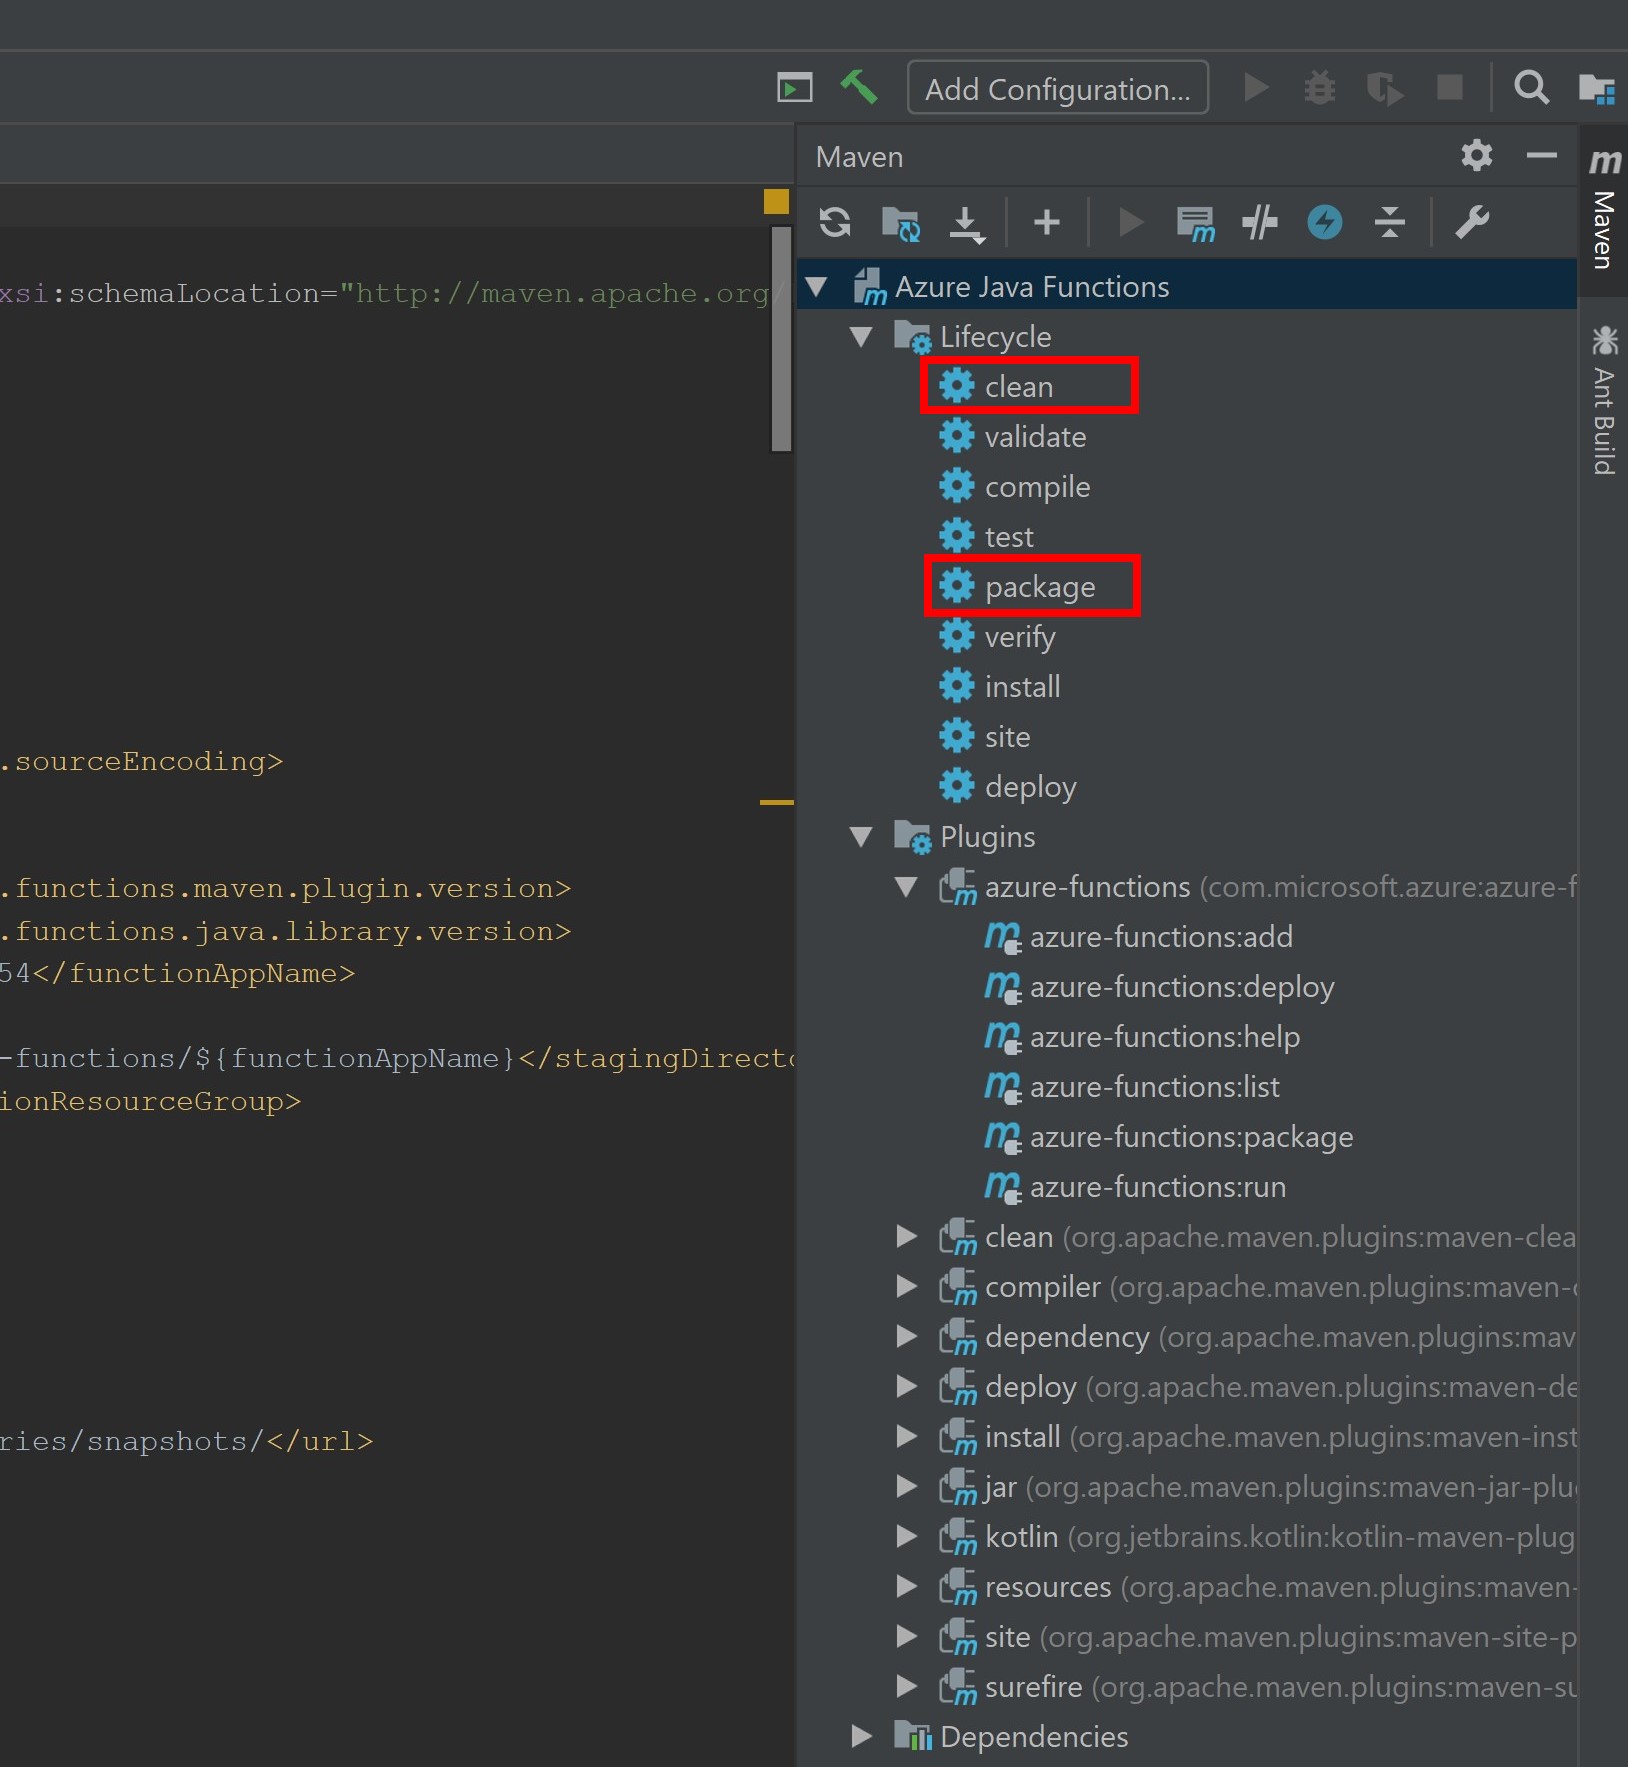 Add Configuration...
xsi:schemaLocation="http://maven.apache.org/
.sourceEncoding>
.functions.maven.plugin.version>
.functions.java.library.version>
54</functionAppName>
-functions/${functionAppName}</stagingDirecto
ionResourceGroup>
ries/snapshots/</url>
Maven
Azure Java Functions
Lifecycle
clean
validate
compile
test
package
verify
install
site
deploy
Plugins
azure-functions (com.microsoft.azure:azure-f
azure-functions:add
azure-functions:deploy
azure-functions:help
azure-functions:list
azure-functions:package
azure-functions:run
clean (org.apache.maven.plugins:maven-clea
compiler (org.apache.maven.plugins:maven-c
dependency (org.apache.maven.plugins:mav
deploy (org.apache.maven.plugins:maven-de
install (org.apache.maven.plugins:maven-inst
jar (org.apache.maven.plugins:maven-jar-plu
kotlin (org.jetbrains.kotlin:kotlin-maven-plug
resources (org.apache.maven.plugins:maven-
site (org.apache.maven.plugins:maven-site-p
surefire (org.apache.maven.plugins:maven-su
Dependencies
Maven
Ant Build